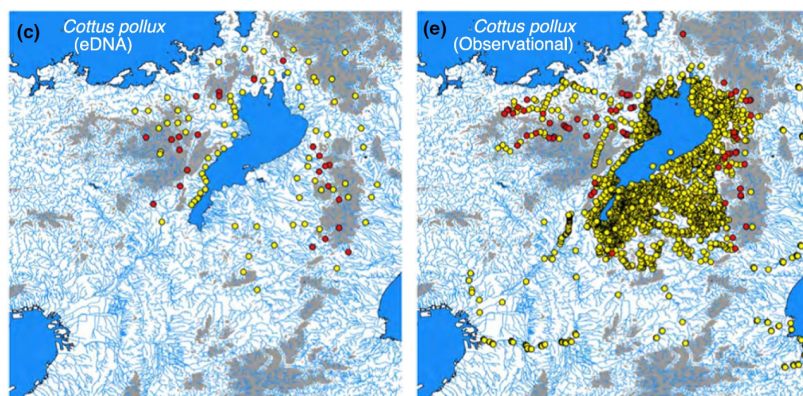 (c) Cottus pollux
(eDNA)
(e) Cottus pollux
(Observational)